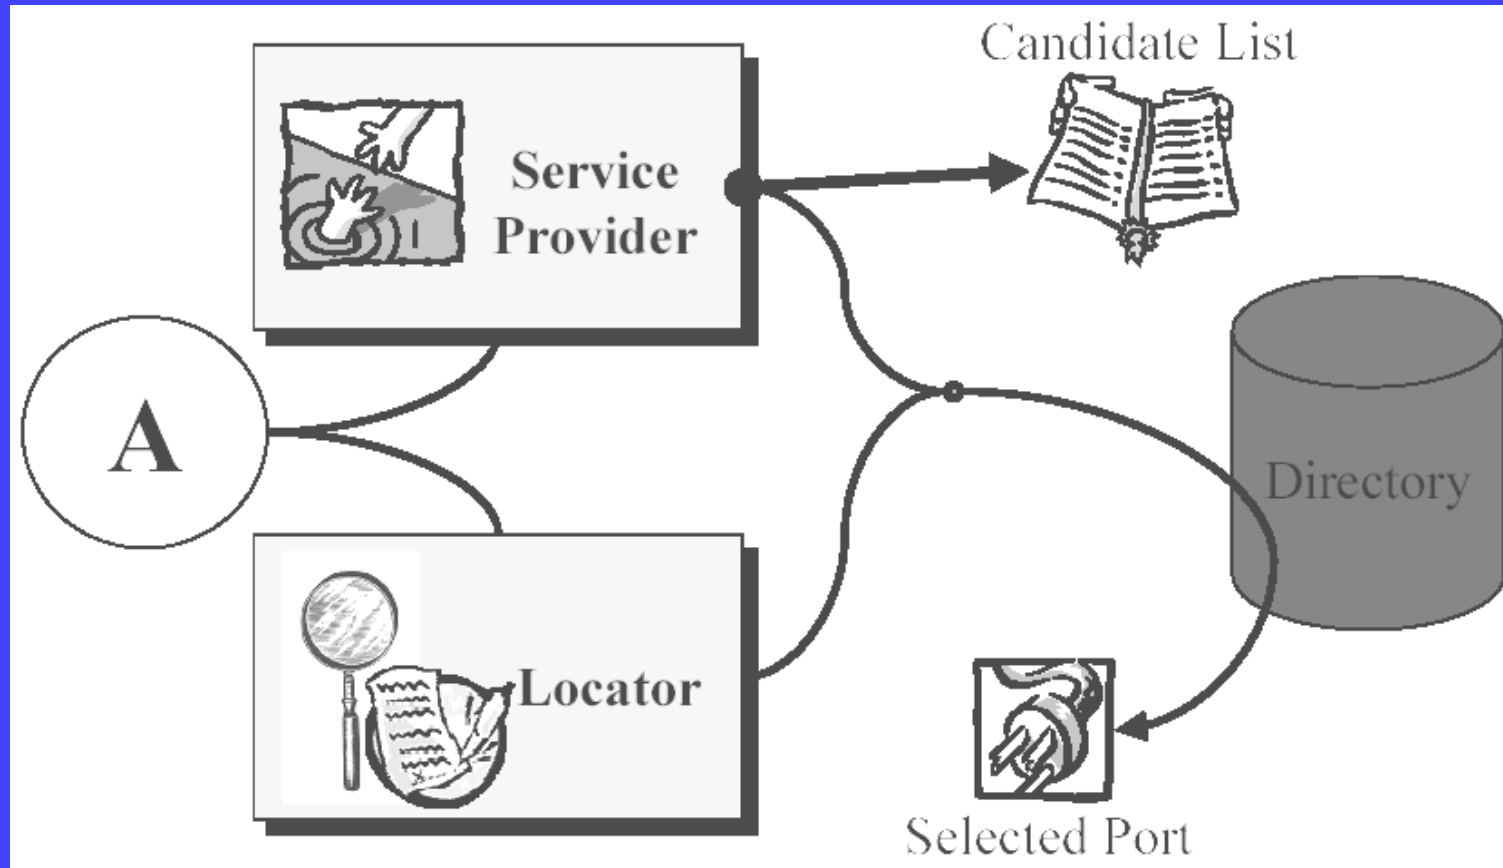 Candidate List
Service
Provider
A
Directory
Locator
Selected Port